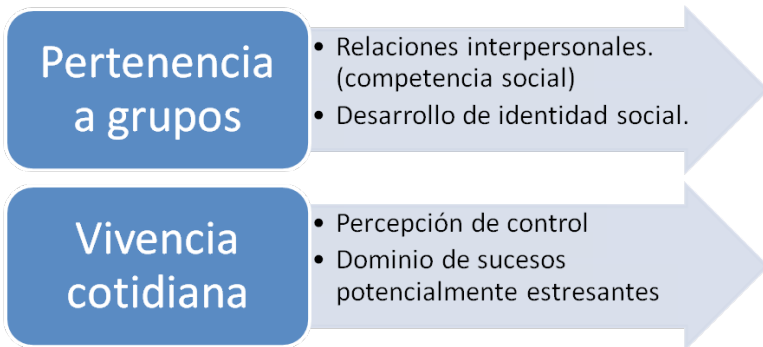 Pertenencia
a grupos
• Relaciones interpersonales.
(competencia social)
• Desarrollo de identidad social.
Vivencia
cotidiana
• Percepción de control
• Dominio de sucesos
potencialmente estresantes